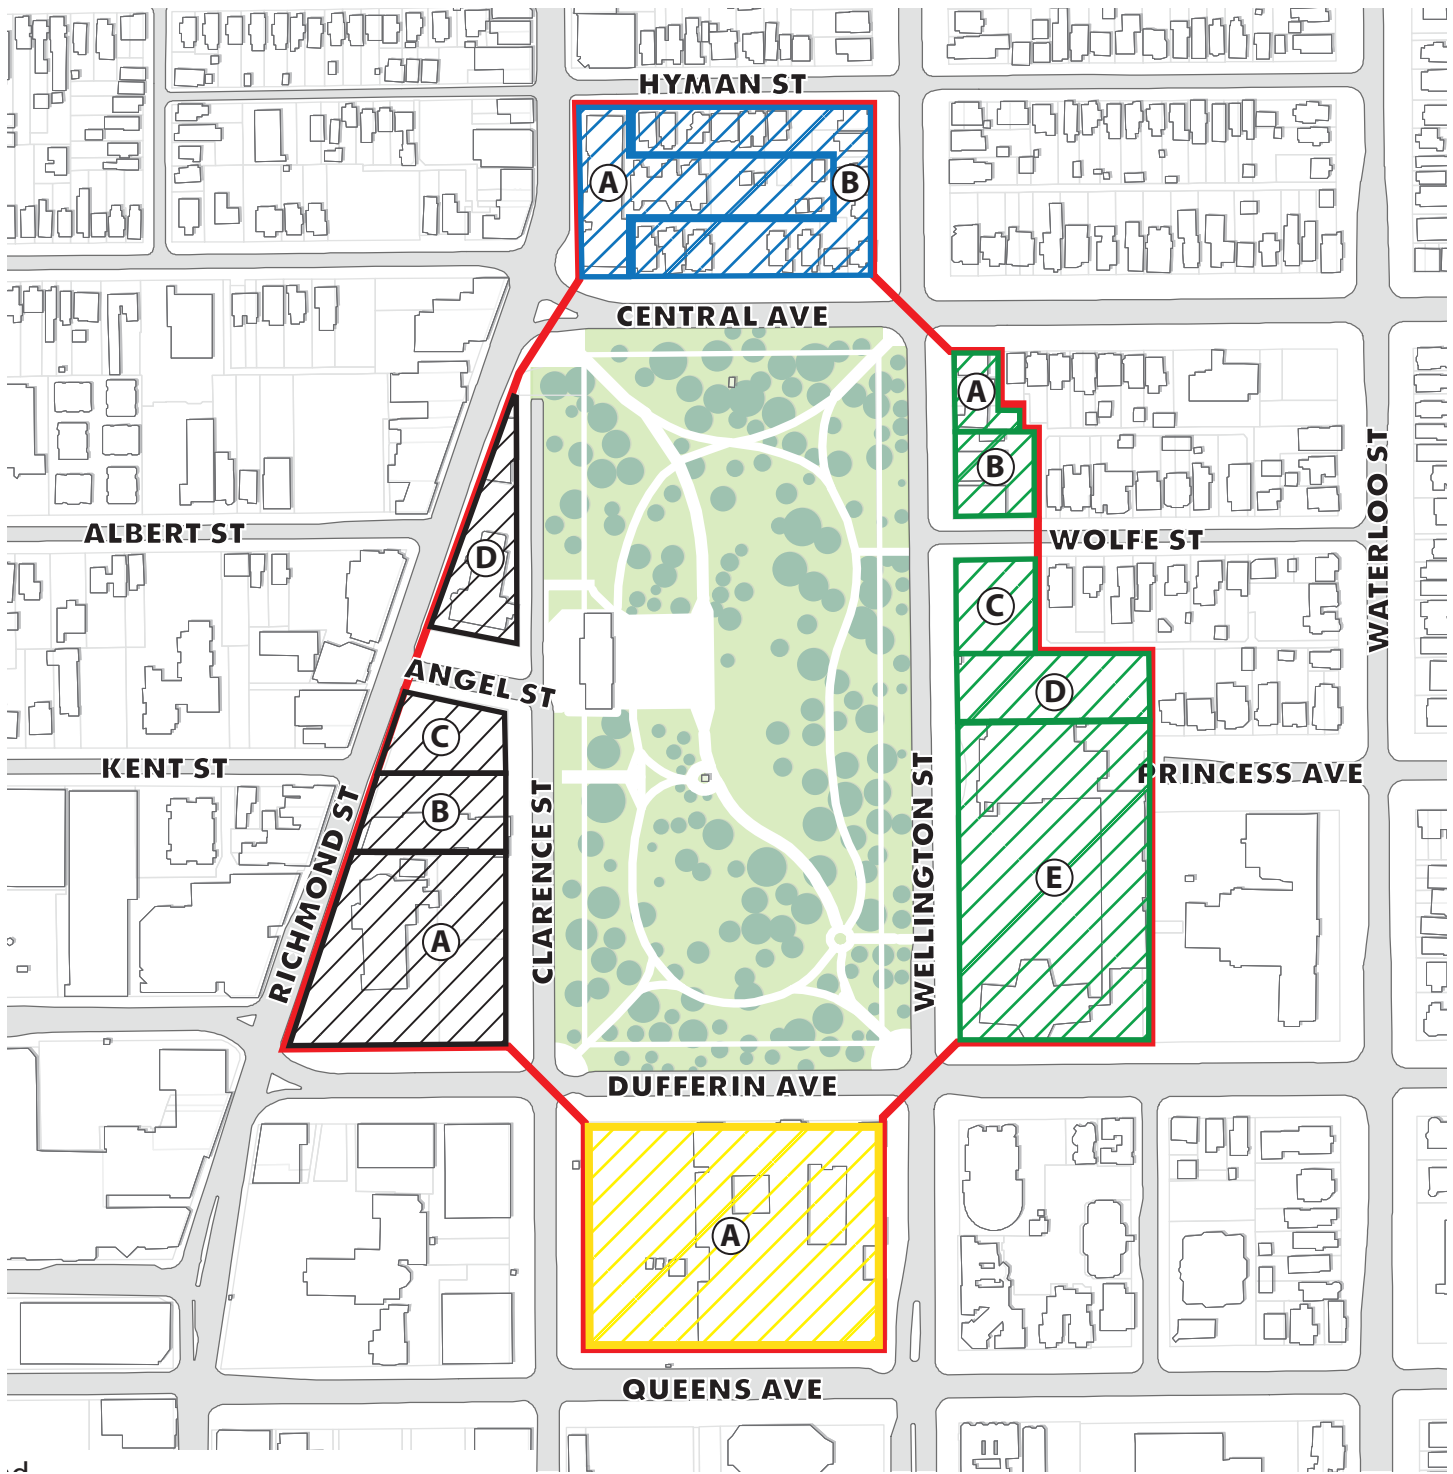 HYMAN ST
A
B
CENTRAL AVE
A
B
ALBERT ST
WOLFE ST
WATERLOO ST
D
C
ANGEL ST
D
C
KENT ST
PRINCESS AVE
RICHMOND ST
B
CLARENCE ST
WELLINGTON ST
E
A
DUFFERIN AVE
A
QUEENS AVE